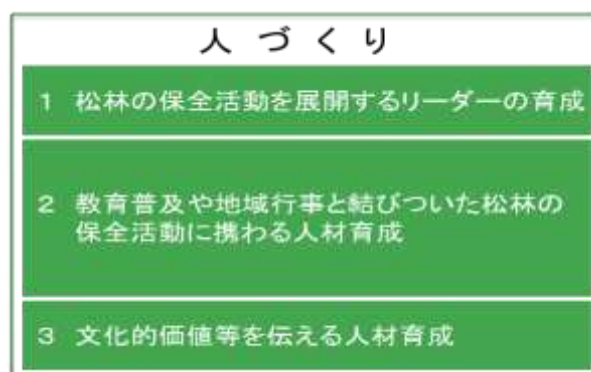 人づくり
1 松林の保全活動を展開するリーダーの育成
2 教育普及や地域行事と結びついた松林の
保全活動に携わる人材育成
3 文化的価値等を伝える人材育成